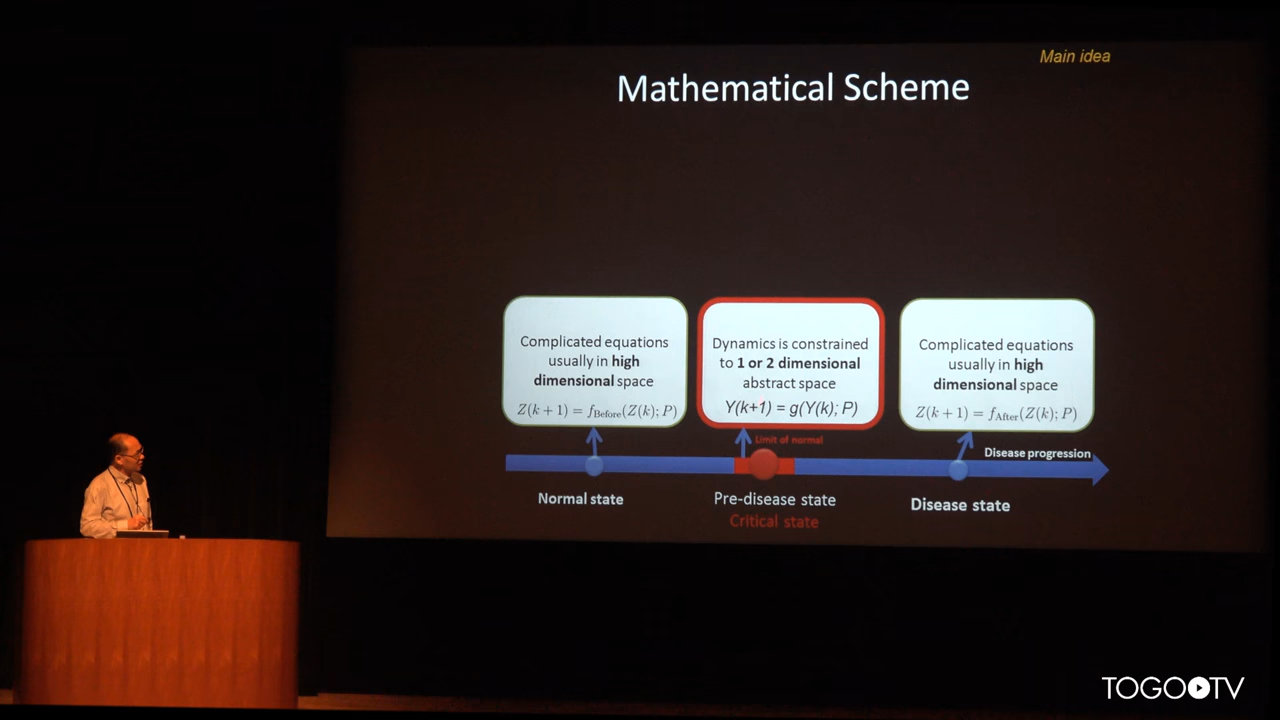 Main idea
Mathematical Scheme
Complicated equations
usually in high
dimensional space
Z(k + 1) = f_Before(Z(k); P)
Dynamics is constrained
to 1 or 2 dimensional
abstract space
Y(k+1) = g(Y(k); P)
Complicated equations
usually in high
dimensional space
Z(k + 1) = f_After(Z(k); P)
Limit of normal
Disease progression
Normal state
Pre-disease state
Critical state
Disease state
TOGO TV